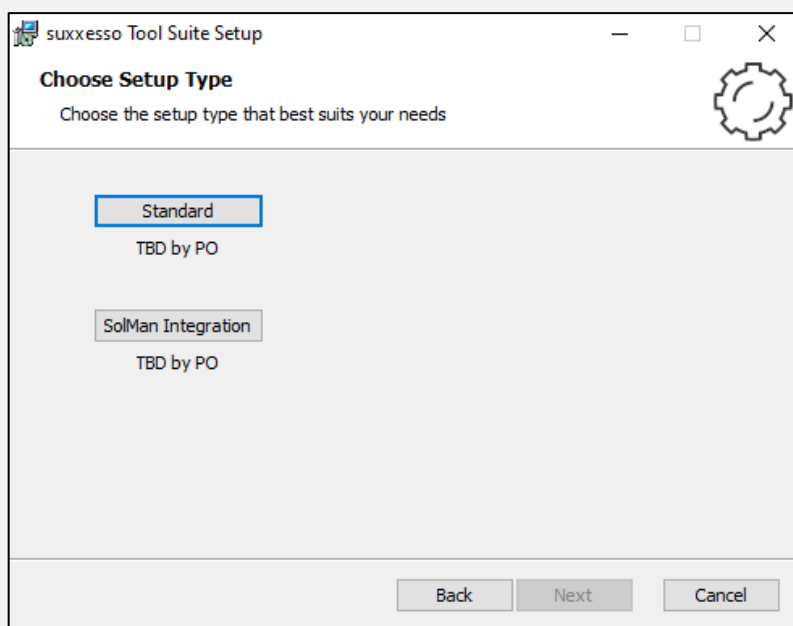 suxxesso Tool Suite Setup
Choose Setup Type
Choose the setup type that best suits your needs
Standard
TBD by PO
SolMan Integration
TBD by PO
Back Next Cancel